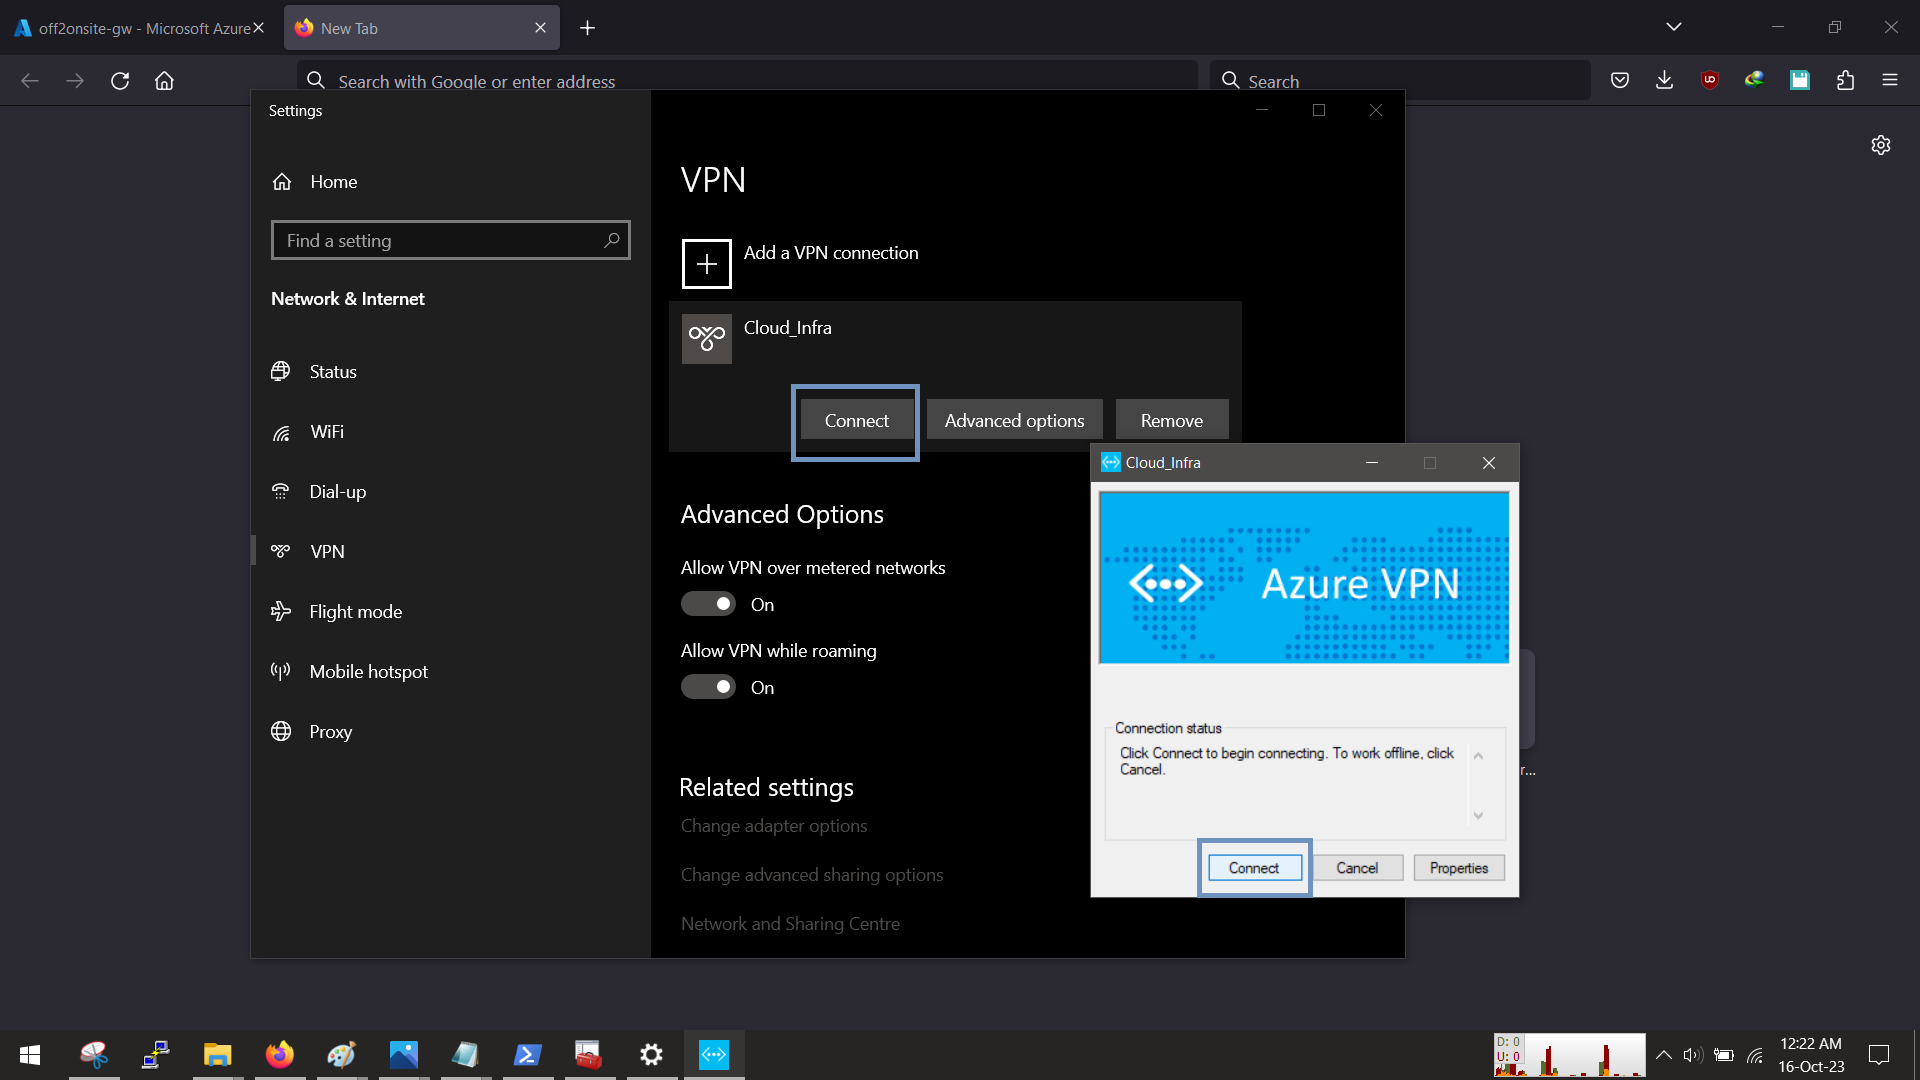 off2onsite-gw - Microsoft Azure
New Tab
Search with Google or enter address
Search
Settings
Home
Find a setting
Network & Internet
Status
WiFi
Dial-up
VPN
Flight mode
Mobile hotspot
Proxy
VPN
Add a VPN connection
Cloud_Infra
Connect
Advanced options
Remove
Advanced Options
Allow VPN over metered networks
On
Allow VPN while roaming
On
Related settings
Change adapter options
Change advanced sharing options
Network and Sharing Centre
Cloud_Infra
Azure VPN
Connection status
Click Connect to begin connecting. To work offline, click
Cancel.
Connect
Cancel
Properties
r...
D: 0
U: 0
12:22 AM
16-Oct-23